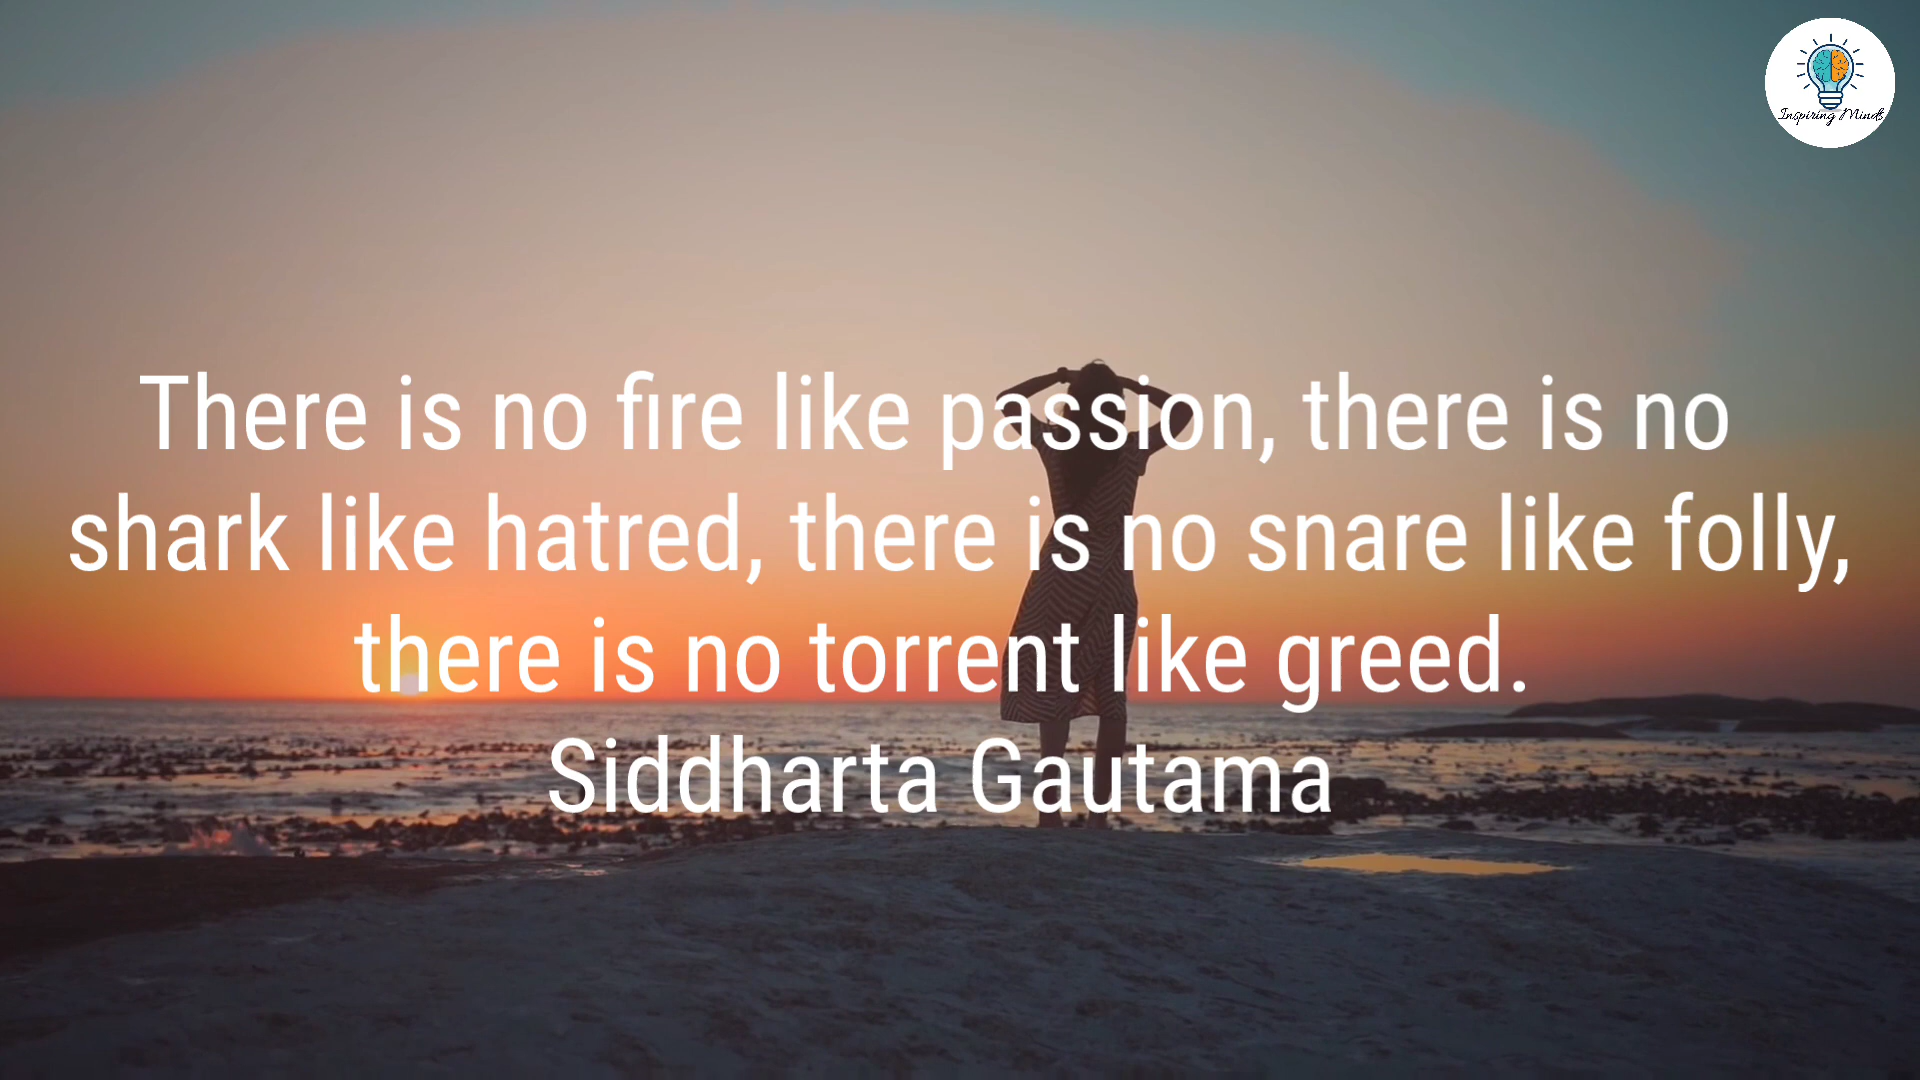 Inspiring Minds
There is no fire like passion, there is no
shark like hatred, there is no snare like folly,
there is no torrent like greed.
Siddharta Gautama